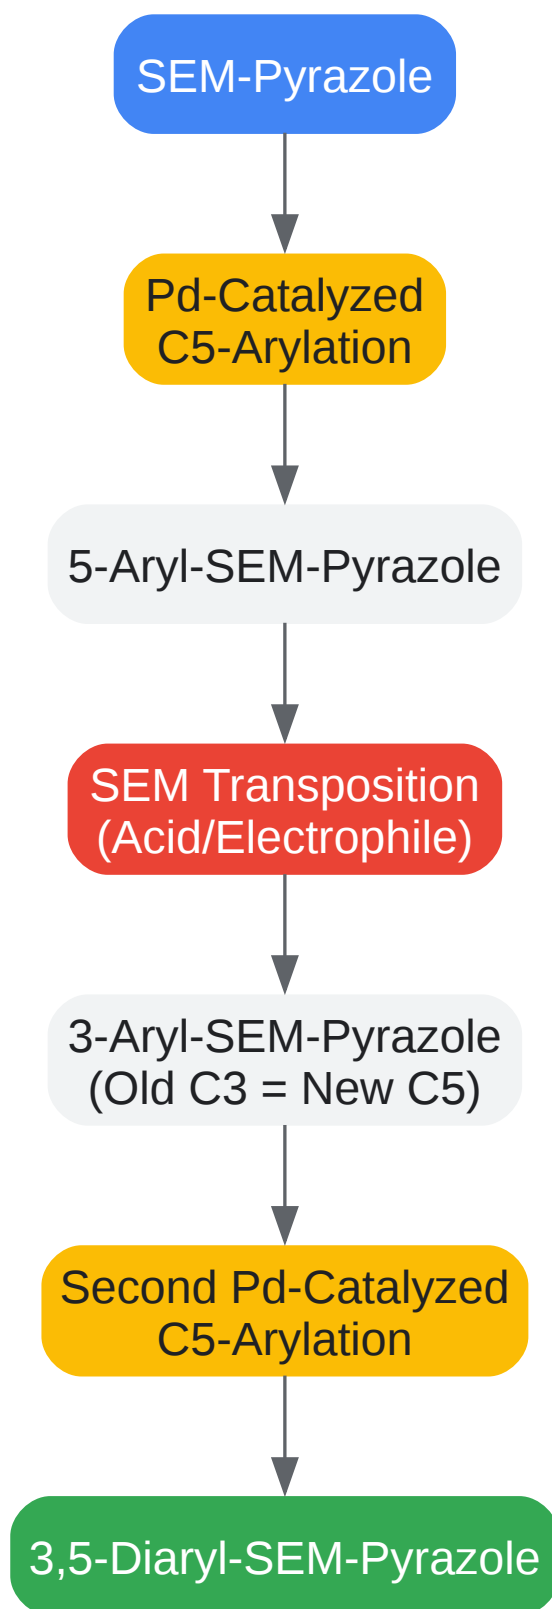 SEM-Pyrazole
Pd-Catalyzed
C5-Arylation
5-Aryl-SEM-Pyrazole
SEM Transposition
(Acid/Electrophile)
3-Aryl-SEM-Pyrazole
(Old C3 = New C5)
Second Pd-Catalyzed
C5-Arylation
3,5-Diaryl-SEM-Pyrazole